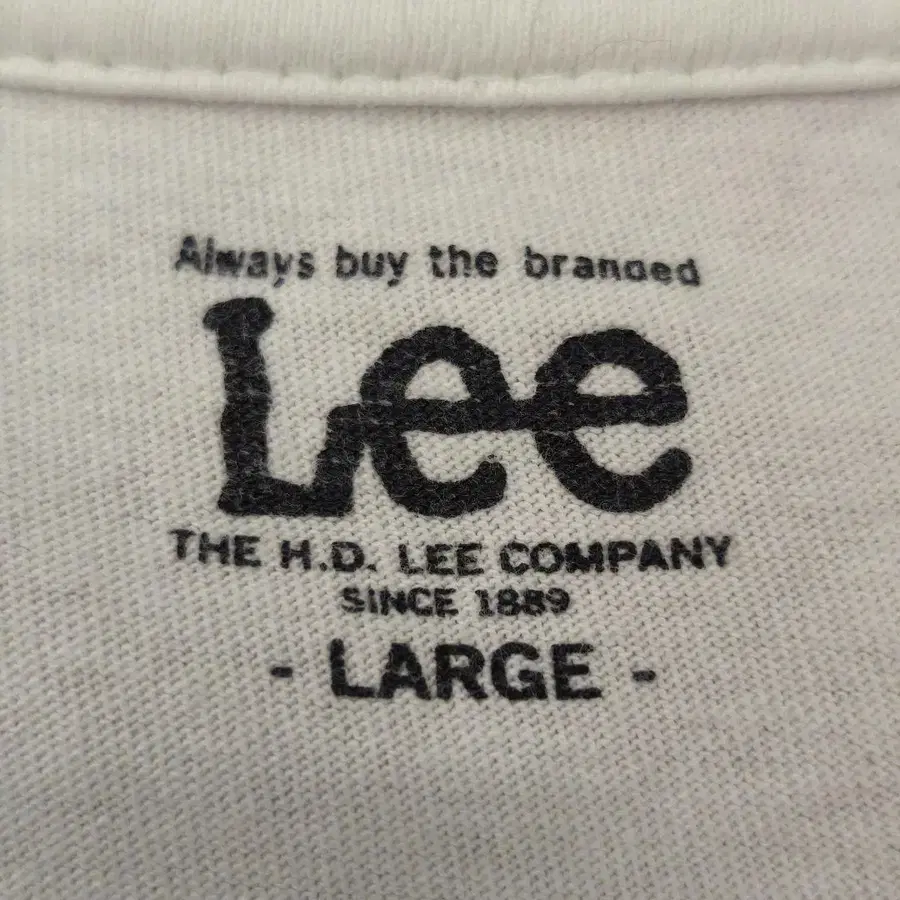 Always buy the branded
Lee
THE H.D. LEE COMPANY
SINCE 1889
- LARGE -